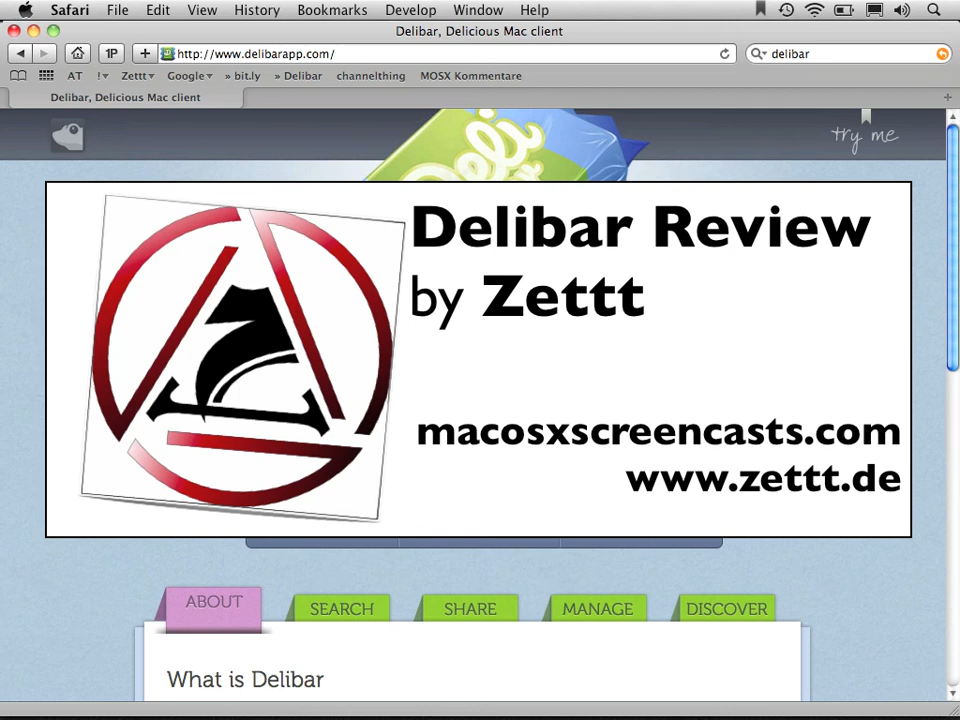 Safari File Edit View History Bookmarks Develop Window Help
Delibar, Delicious Mac client
1P + http://www.delibarapp.com/ delibar
AT !▾ Zettt▾ Google▾ » bit.ly » Delibar channelthing MOSX Kommentare
Delibar, Delicious Mac client
Deli
try me
Delibar Review
by Zettt
macosxscreencasts.com
www.zettt.de
ABOUT SEARCH SHARE MANAGE DISCOVER
What is Delibar